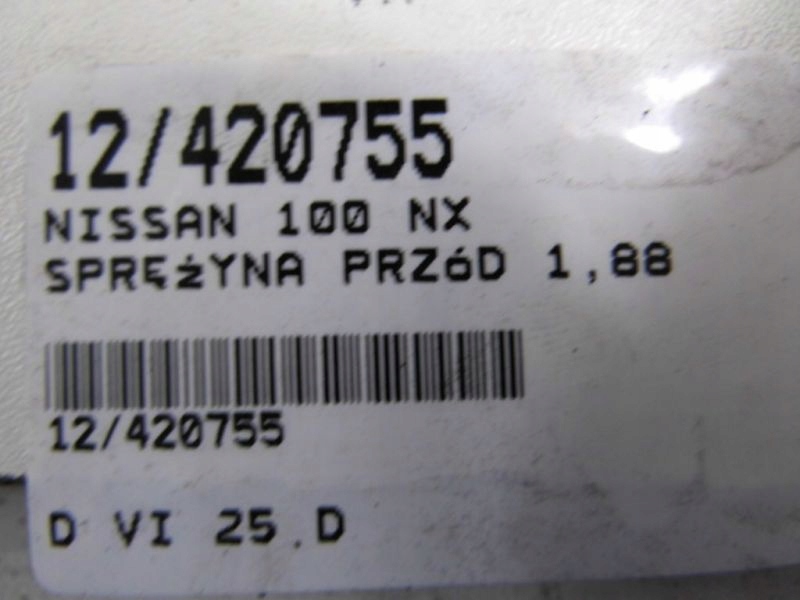 12/420755
NISSAN 100 NX
SPRĘżYNA PRZóD 1,88
12/420755
D VI 25.D